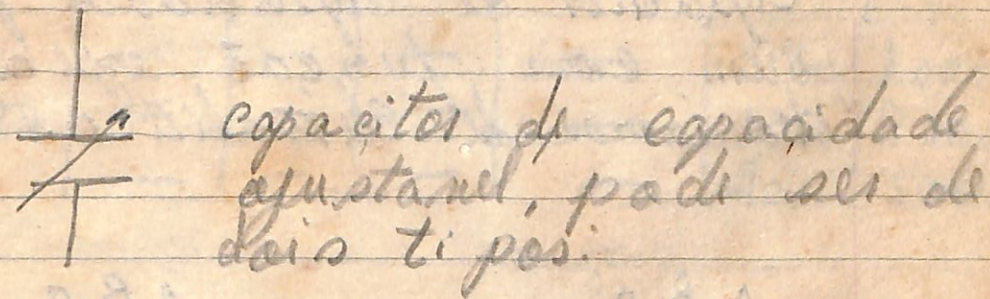 capacitor de capacidade
ajustavel, pode ser de
dois tipos: